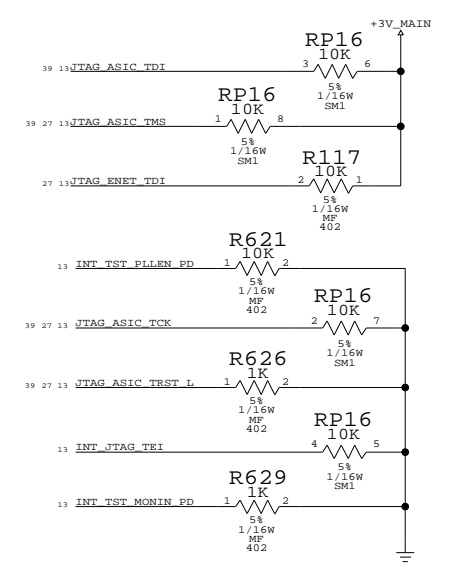 +3V_MAIN
RP16
10K
39 13 JTAG_ASIC_TDI 3 6
5%
1/16W
SM1
RP16
10K
39 27 13 JTAG_ASIC_TMS 1 8
5%
1/16W
SM1
R117
10K
27 13 JTAG_ENET_TDI 2 1
5%
1/16W
MF
402
R621
10K
13 INT_TST_PLLEN_PD 1 2
5%
1/16W
MF
402
RP16
10K
39 27 13 JTAG_ASIC_TCK 2 7
5%
1/16W
SM1
R626
1K
39 27 13 JTAG_ASIC_TRST_L 1 2
5%
1/16W
MF
402
RP16
10K
13 INT_JTAG_TEI 4 5
5%
1/16W
SM1
R629
1K
13 INT_TST_MONIN_PD 1 2
5%
1/16W
MF
402